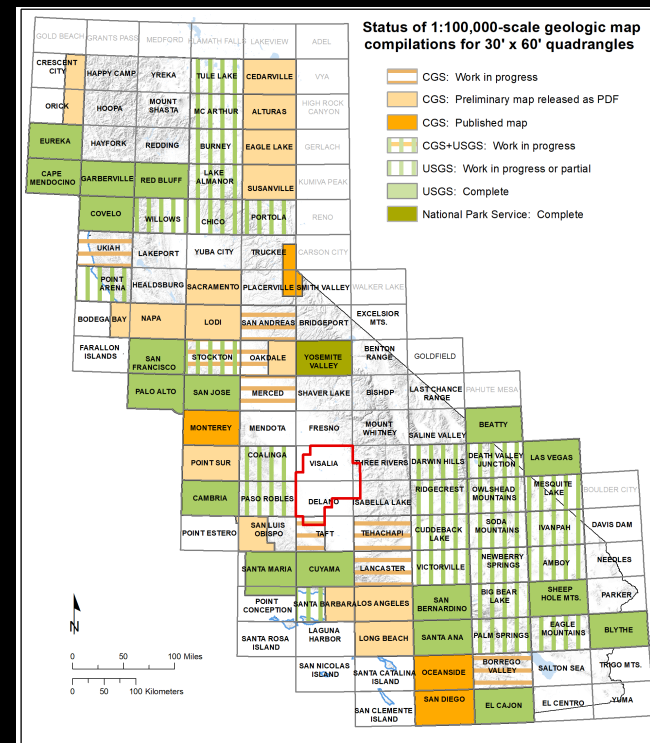 Status of 1:100,000-scale geologic map
compilations for 30' x 60' quadrangles
CGS: Work in progress
CGS: Preliminary map released as PDF
CGS: Published map
CGS+USGS: Work in progress
USGS: Work in progress or partial
USGS: Complete
National Park Service: Complete
GOLD BEACH
GRANTS PASS
MEDFORD
KLAMATH FALLS
LAKEVIEW
ADEL
CRESCENT
CITY
HAPPY CAMP
YREKA
TULE LAKE
CEDARVILLE
VYA
ORICK
HOOPA
MOUNT
SHASTA
MC ARTHUR
ALTURAS
HIGH ROCK
CANYON
EUREKA
HAYFORK
REDDING
BURNEY
EAGLE LAKE
GERLACH
CAPE
MENDOCINO
GARBERVILLE
RED BLUFF
LAKE
ALMANOR
SUSANVILLE
KUMIVA PEAK
COVELO
WILLOWS
CHICO
PORTOLA
RENO
UKIAH
LAKEPORT
YUBA CITY
TRUCKEE
CARSON CITY
POINT
ARENA
HEALDSBURG
SACRAMENTO
PLACERVILLE
SMITH VALLEY
WALKER LAKE
BODEGA BAY
NAPA
LODI
SAN ANDREAS
BRIDGEPORT
EXCELSIOR
MTS.
FARALLON
ISLANDS
SAN
FRANCISCO
STOCKTON
OAKDALE
YOSEMITE
VALLEY
BENTON
RANGE
GOLDFIELD
PALO ALTO
SAN JOSE
MERCED
SHAVER LAKE
BISHOP
LAST CHANCE
RANGE
PAHUTE MESA
MONTEREY
MENDOTA
FRESNO
MOUNT
WHITNEY
SALINE VALLEY
BEATTY
POINT SUR
COALINGA
VISALIA
THREE RIVERS
DARWIN HILLS
DEATH VALLEY
JUNCTION
LAS VEGAS
CAMBRIA
PASO ROBLES
DELANO
ISABELLA LAKE
RIDGECREST
OWLSHEAD
MOUNTAINS
MESQUITE
LAKE
BOULDER CITY
POINT ESTERO
SAN LUIS
OBISPO
TAFT
TEHACHAPI
CUDDEBACK
LAKE
SODA
MOUNTAINS
IVANPAH
DAVIS DAM
SANTA MARIA
CUYAMA
LANCASTER
VICTORVILLE
NEWBERRY
SPRINGS
AMBOY
NEEDLES
POINT
CONCEPTION
SANTA BARBARA
LOS ANGELES
SAN
BERNARDINO
BIG BEAR
LAKE
SHEEP
HOLE MTS.
PARKER
SANTA ROSA
ISLAND
LAGUNA
HARBOR
LONG BEACH
SANTA ANA
PALM SPRINGS
EAGLE
MOUNTAINS
BLYTHE
SAN NICOLAS
ISLAND
SANTA CATALINA
ISLAND
OCEANSIDE
BORREGO
VALLEY
SALTON SEA
TRIGO MTS.
SAN CLEMENTE
ISLAND
SAN DIEGO
EL CAJON
EL CENTRO
YUMA
N
0 50 100 Miles
0 50 100 Kilometers